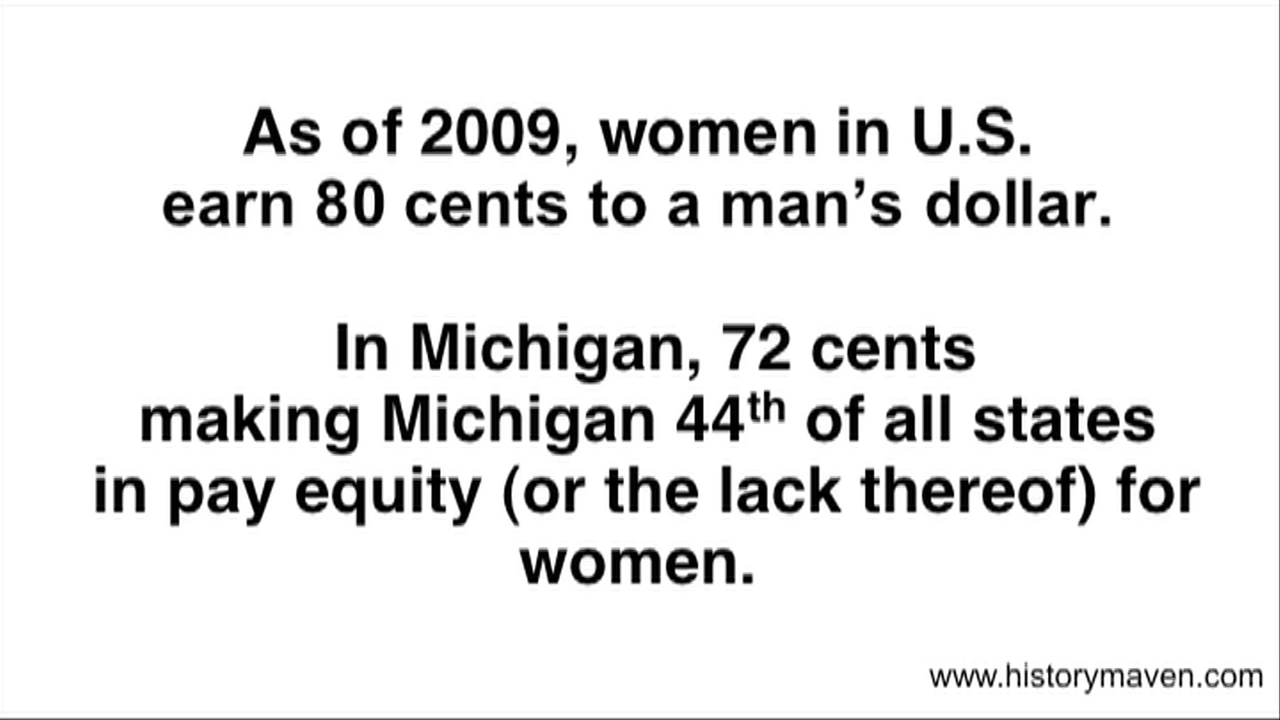 As of 2009, women in U.S.
earn 80 cents to a man’s dollar.
In Michigan, 72 cents
making Michigan 44th of all states
in pay equity (or the lack thereof) for
women.
www.historymaven.com